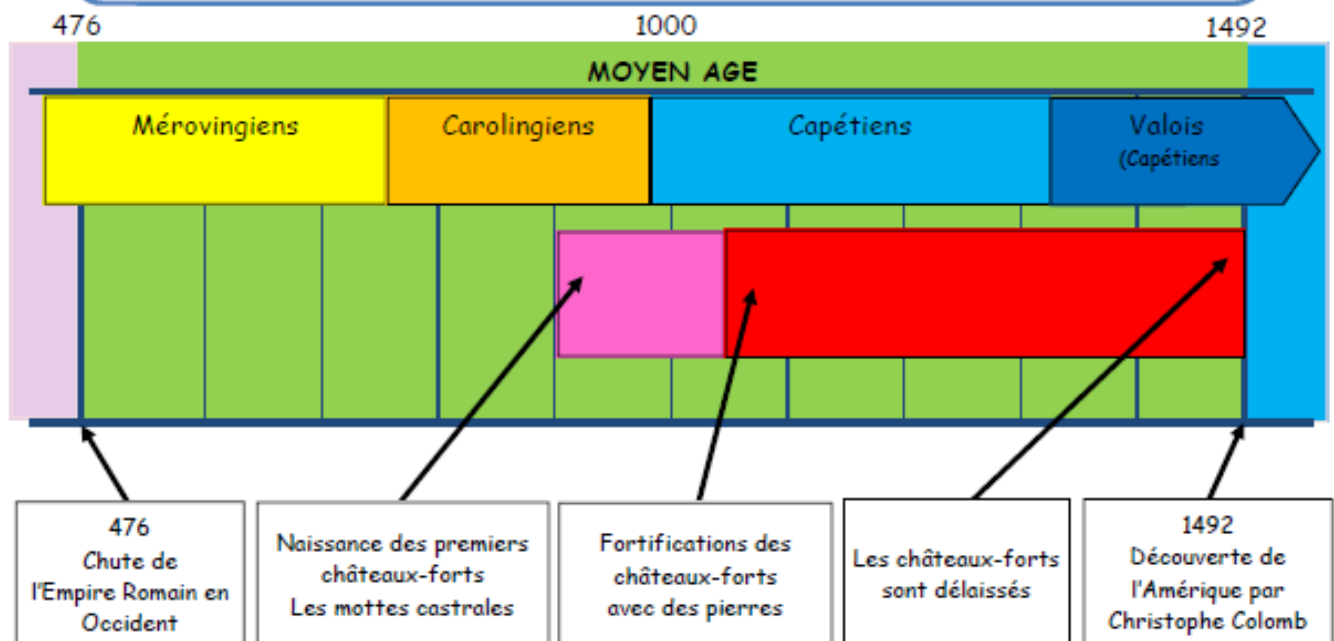 476
1000
1492
MOYEN AGE
Mérovingiens
Carolingiens
Capétiens
Valois
(Capétiens
476
Chute de
l'Empire Romain en
Occident
Naissance des premiers
châteaux-forts
Les mottes castrales
Fortifications des
châteaux-forts
avec des pierres
Les châteaux-forts
sont délaissés
1492
Découverte de
l'Amérique par
Christophe Colomb